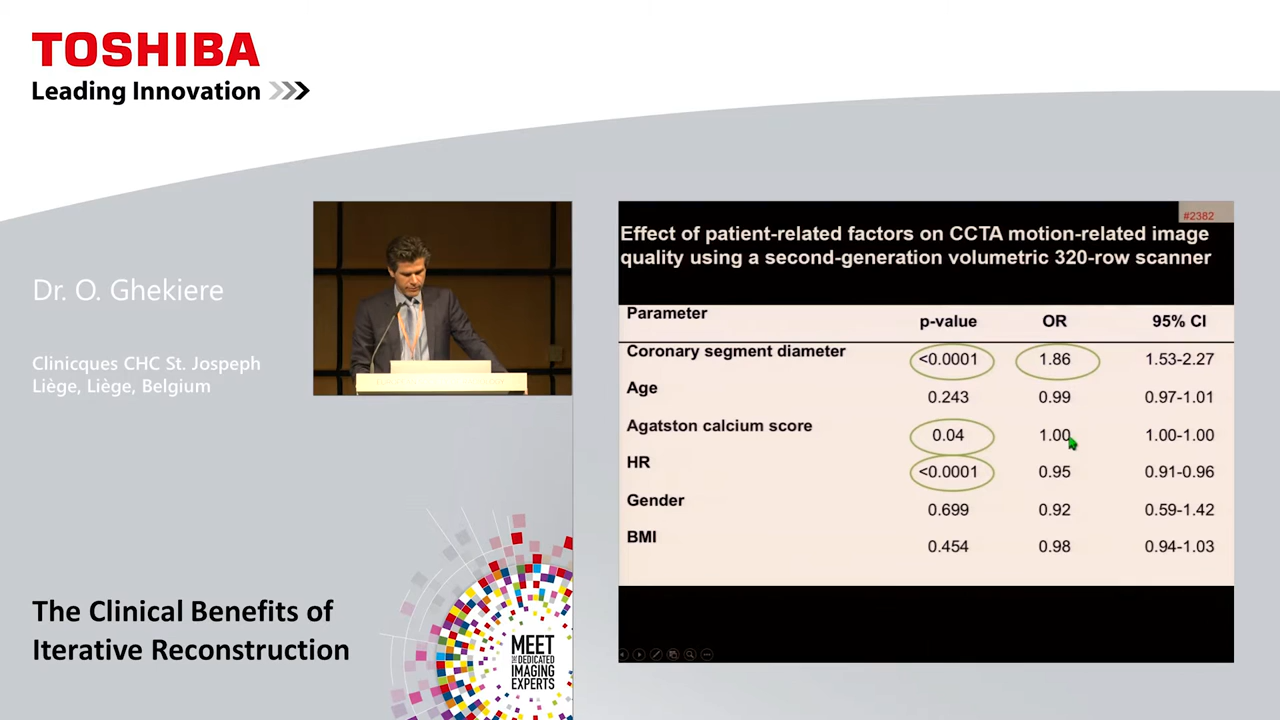 TOSHIBA
Leading Innovation
Dr. O. Ghekiere
Clinicques CHC St. Jospeph
Liège, Liège, Belgium
The Clinical Benefits of
Iterative Reconstruction
MEET
THE DEDICATED
IMAGING
EXPERTS
#2382
Effect of patient-related factors on CCTA motion-related image
quality using a second-generation volumetric 320-row scanner
Parameter p-value OR 95% CI
Coronary segment diameter <0.0001 1.86 1.53-2.27
Age 0.243 0.99 0.97-1.01
Agatston calcium score 0.04 1.00 1.00-1.00
HR <0.0001 0.95 0.91-0.96
Gender 0.699 0.92 0.59-1.42
BMI 0.454 0.98 0.94-1.03